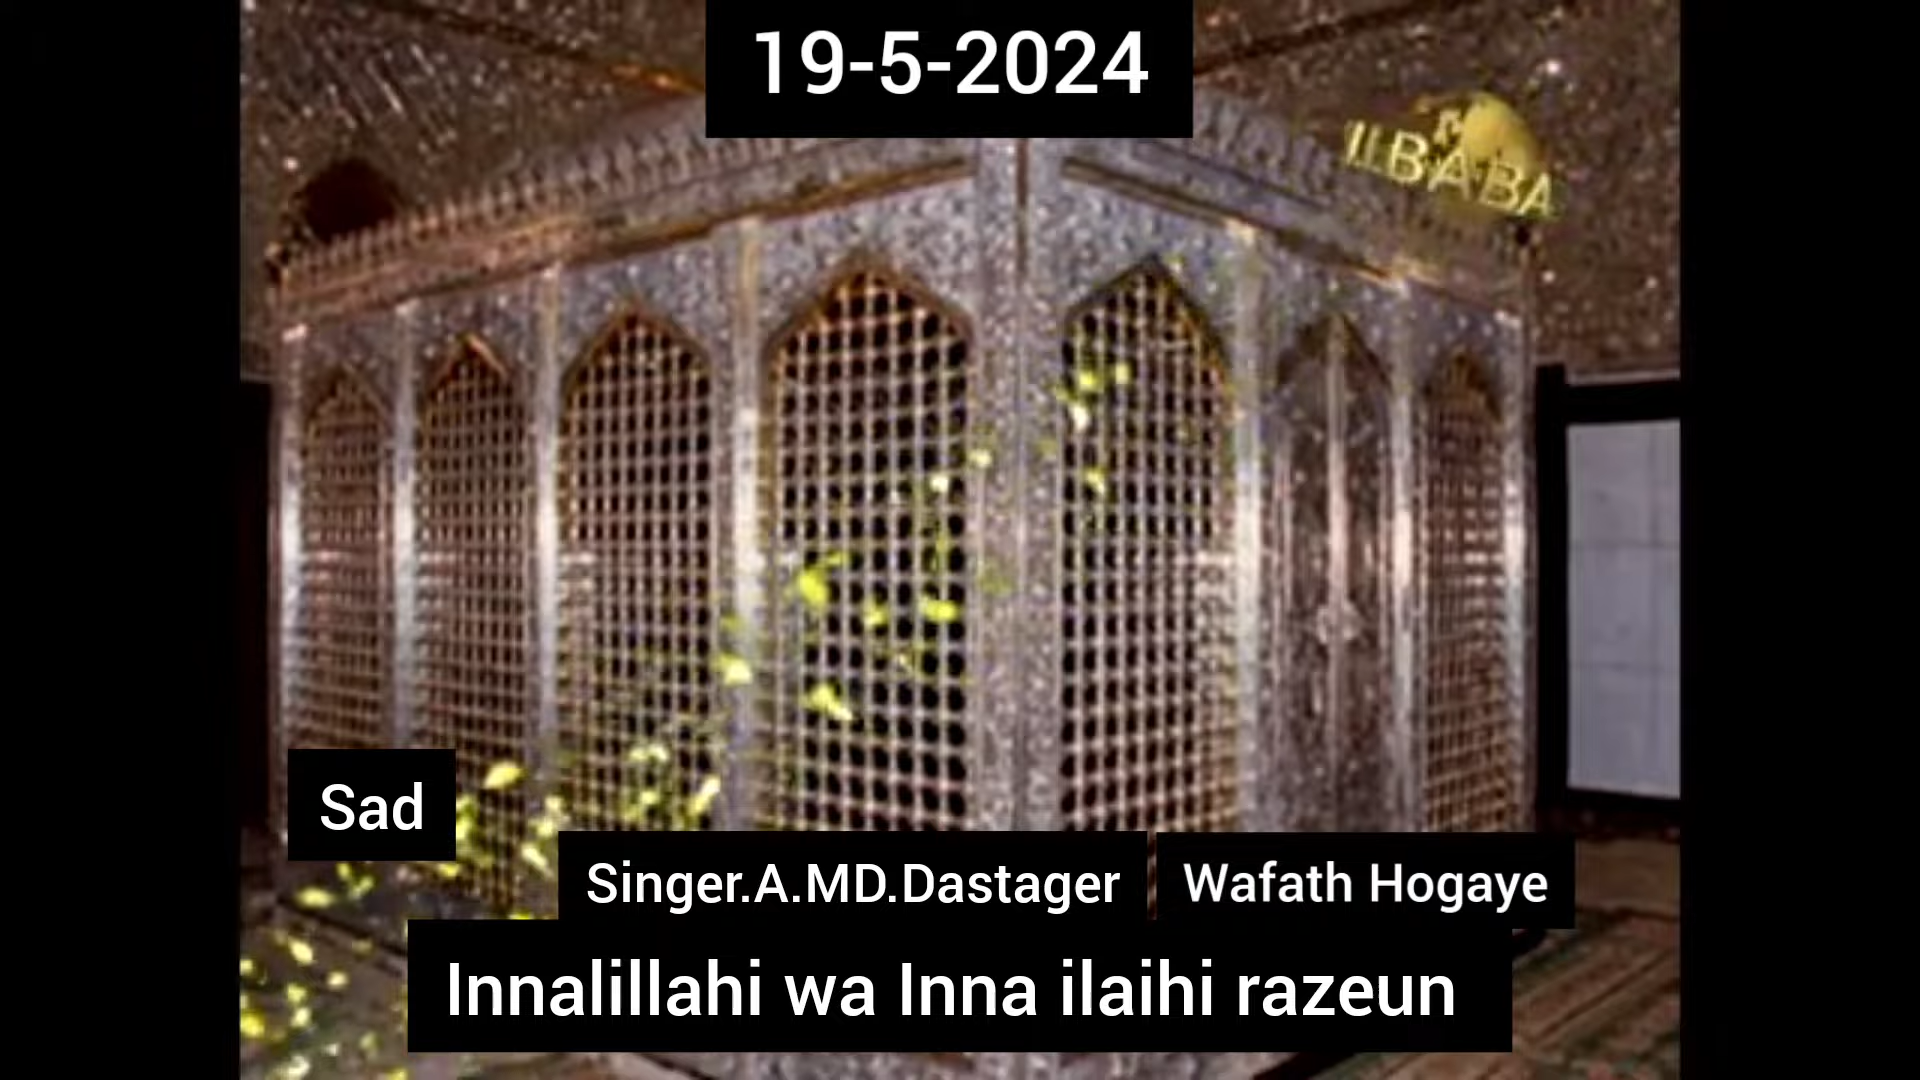 19-5-2024
ILBABA
Sad
Singer.A.MD.Dastager Wafath Hogaye
Innalillahi wa Inna ilaihi razeun